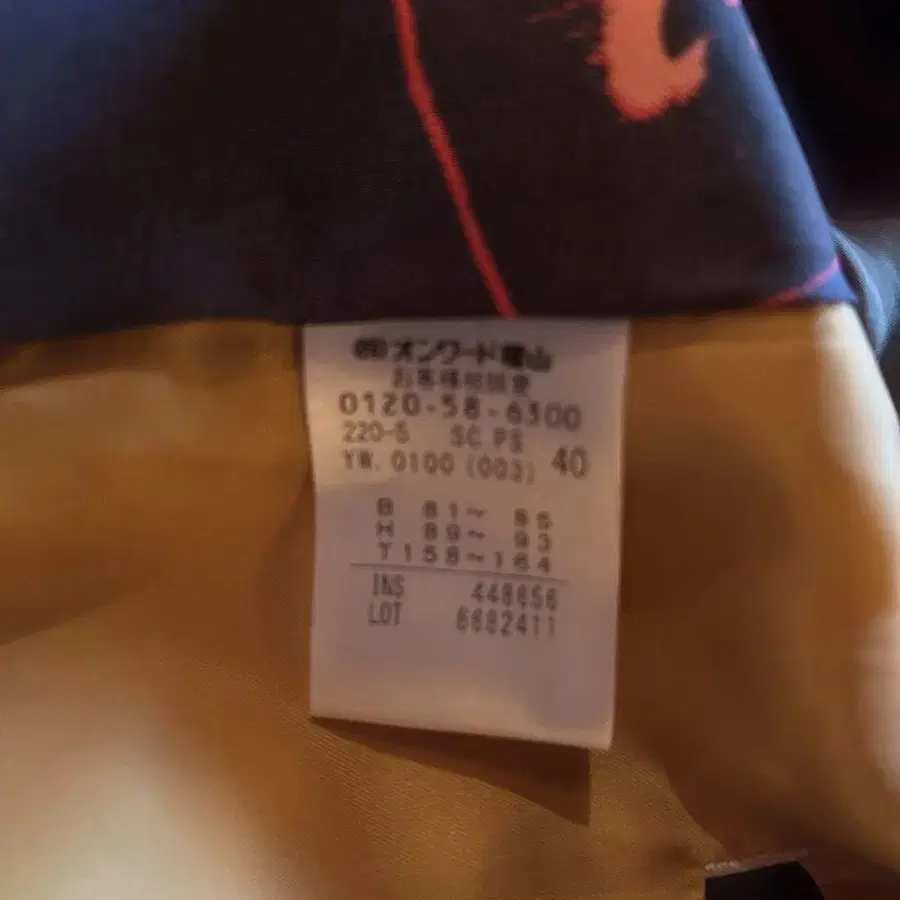 ㈱オンワード樫山
お客様相談室
0120-58-6300
220-5 SC PS
YW. 0100 (003) 40
B 81~ 85
H 89~ 93
T 158~164
INS 448656
LOT 6682411